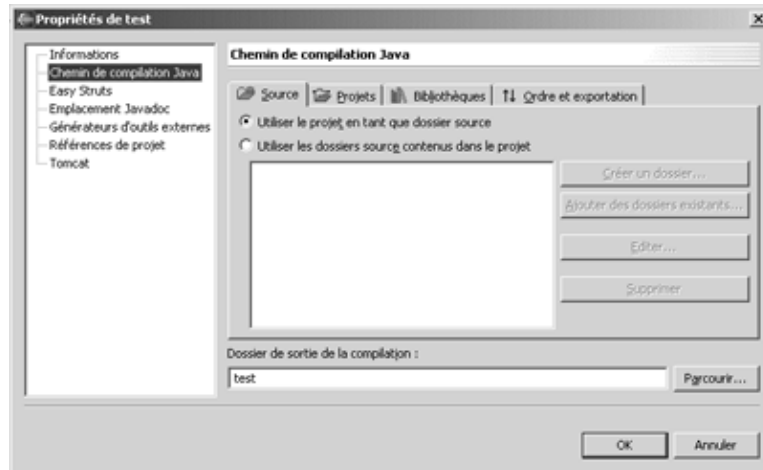 Propriétés de test
Informations
Chemin de compilation Java
Easy Struts
Emplacement Javadoc
Générateurs d'outils externes
Références de projet
Tomcat
Chemin de compilation Java
Source Projets Bibliothèques Ordre et exportation
Utiliser le projet en tant que dossier source
Utiliser les dossiers source contenus dans le projet
Créer un dossier...
Ajouter des dossiers existants...
Editer...
Supprimer
Dossier de sortie de la compilation :
test
Parcourir...
OK Annuler